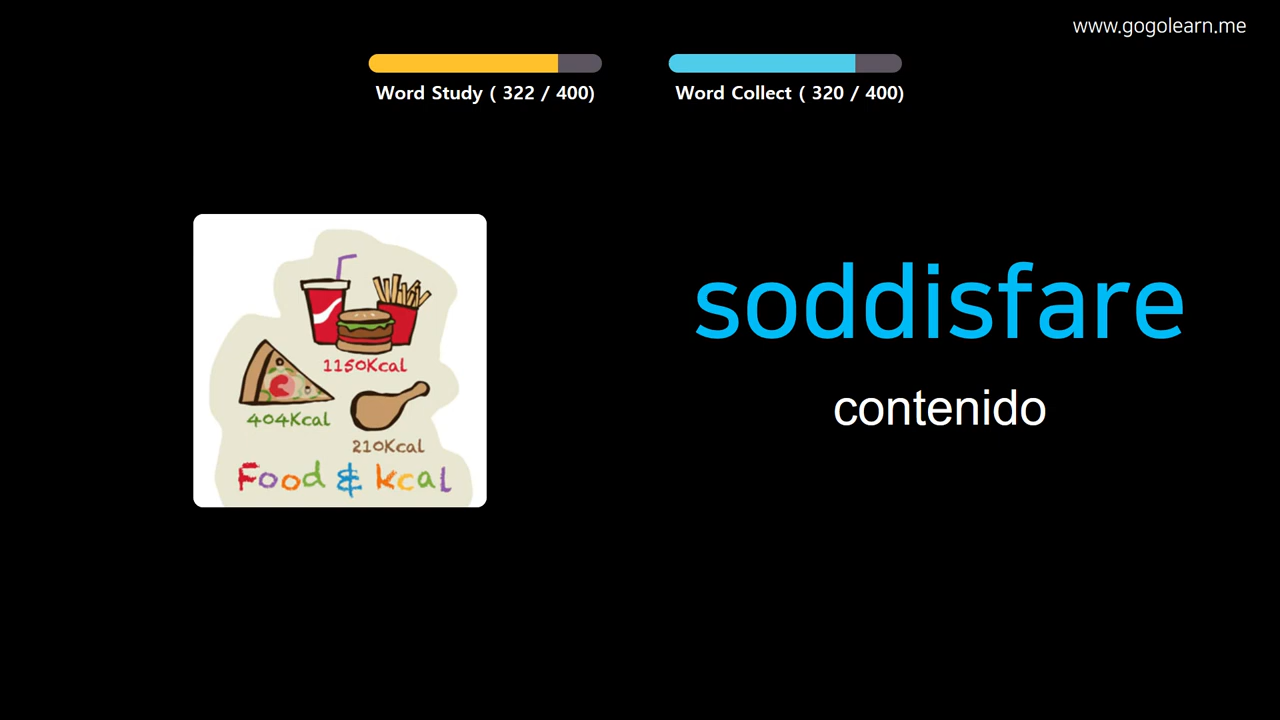 www.gogolearn.me
Word Study ( 322 / 400)
Word Collect ( 320 / 400)
soddisfare
contenido
1150Kcal
404Kcal
210Kcal
Food & kcal